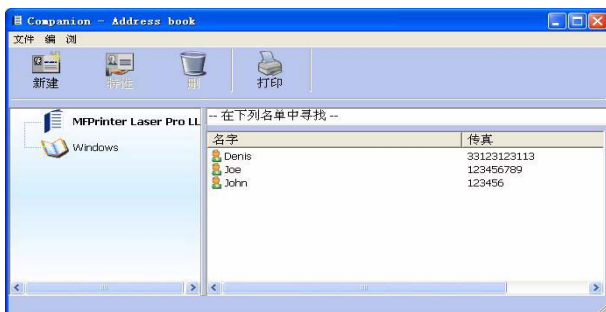 Companion - Address book
文件 编 浏
新建 特性 删 打印
MFPrinter Laser Pro LL
Windows
-- 在下列名单中寻找 --
名字 传真
Denis 33123123113
Joe 123456789
John 123456